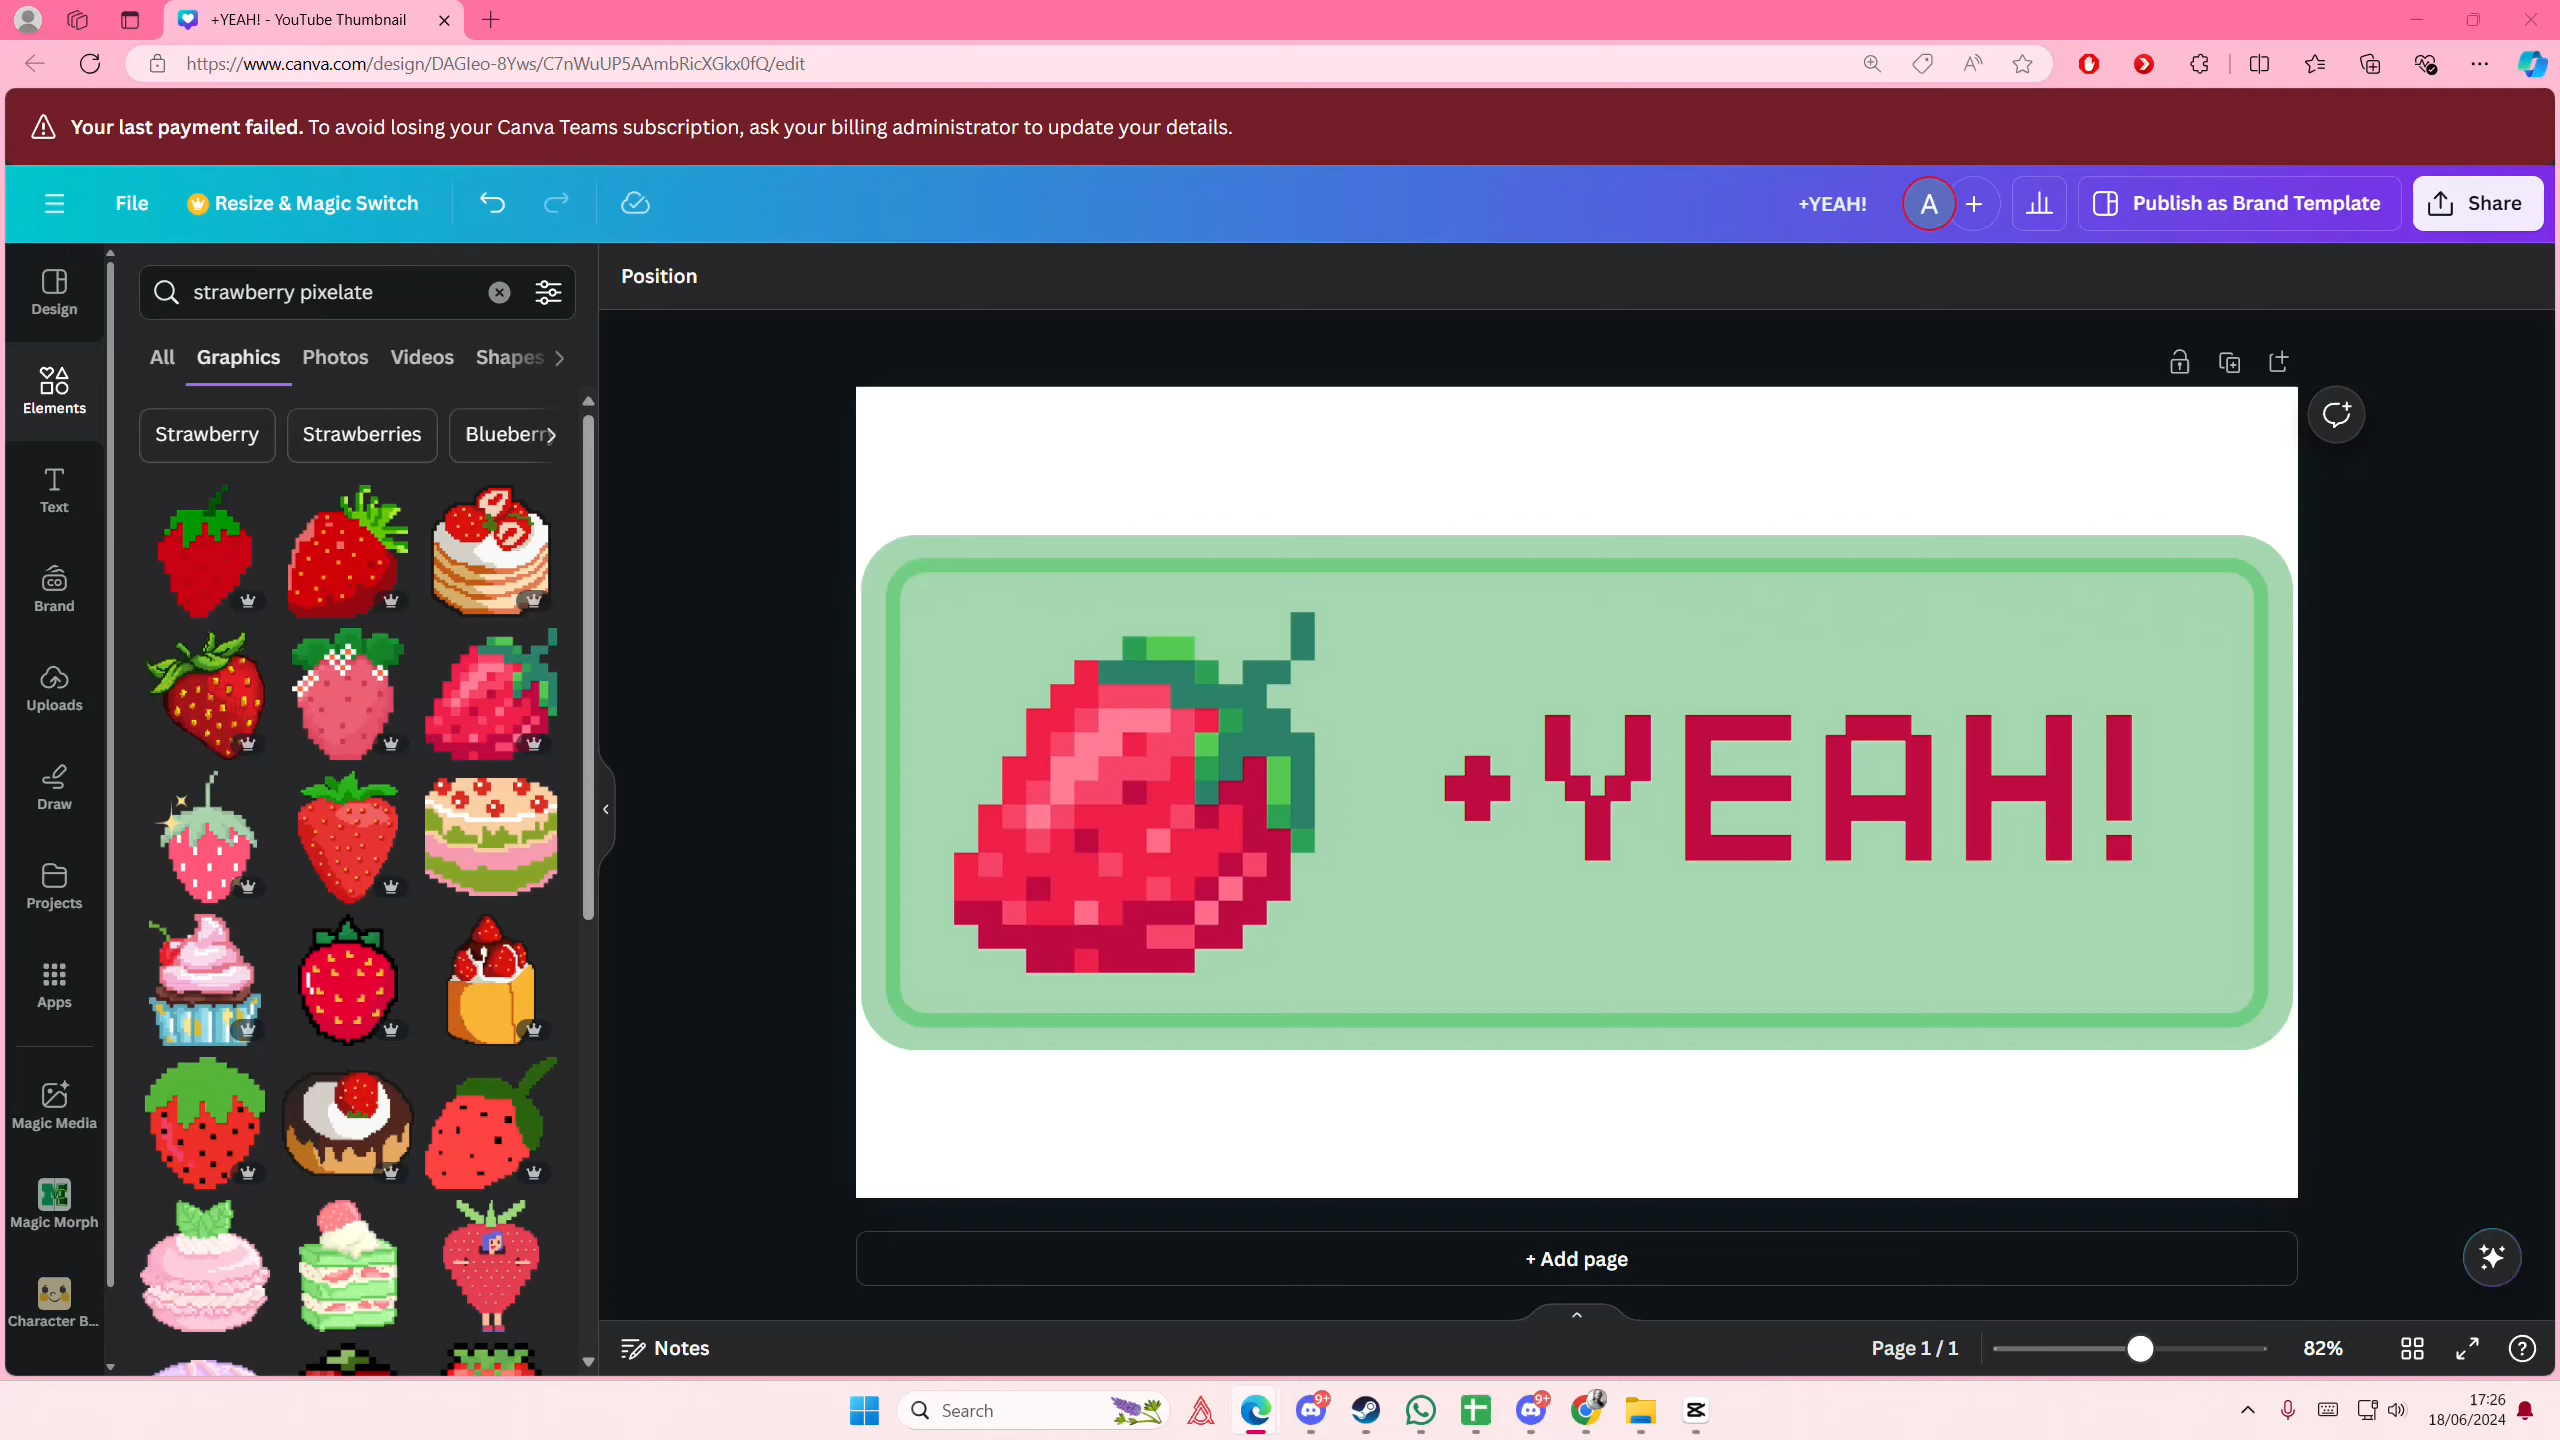 +YEAH! - YouTube Thumbnail
https://www.canva.com/design/DAGIeo-8Yws/C7nWuUP5AAmbRicXGkx0fQ/edit
Your last payment failed. To avoid losing your Canva Teams subscription, ask your billing administrator to update your details.
File
Resize & Magic Switch
+YEAH!
A
Publish as Brand Template
Share
Design
Elements
Text
Brand
Uploads
Draw
Projects
Apps
Magic Media
Magic Morph
Character B...
strawberry pixelate
All
Graphics
Photos
Videos
Shapes
Strawberry
Strawberries
Blueberry
Position
+YEAH!
+ Add page
Notes
Page 1 / 1
82%
Search
9+
9+
17:26
18/06/2024